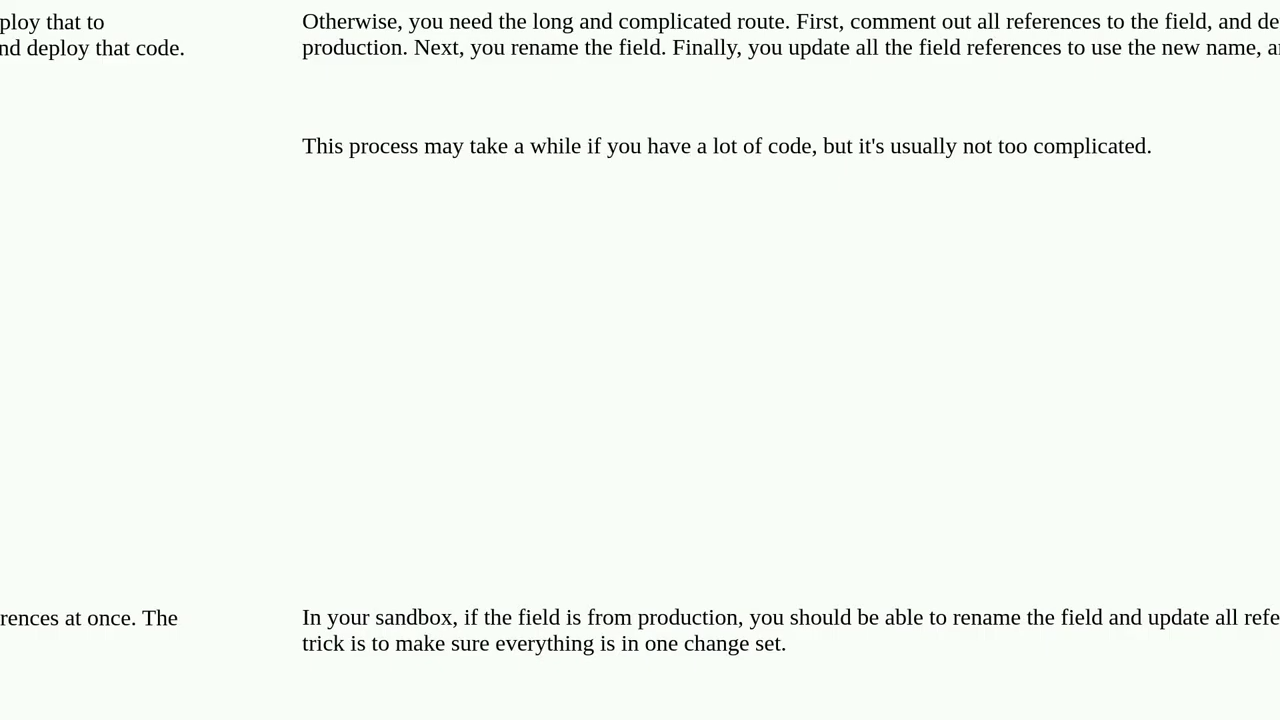 ploy that to
nd deploy that code.
rences at once. The
Otherwise, you need the long and complicated route. First, comment out all references to the field, and de
production. Next, you rename the field. Finally, you update all the field references to use the new name, a
This process may take a while if you have a lot of code, but it's usually not too complicated.
In your sandbox, if the field is from production, you should be able to rename the field and update all refe
trick is to make sure everything is in one change set.